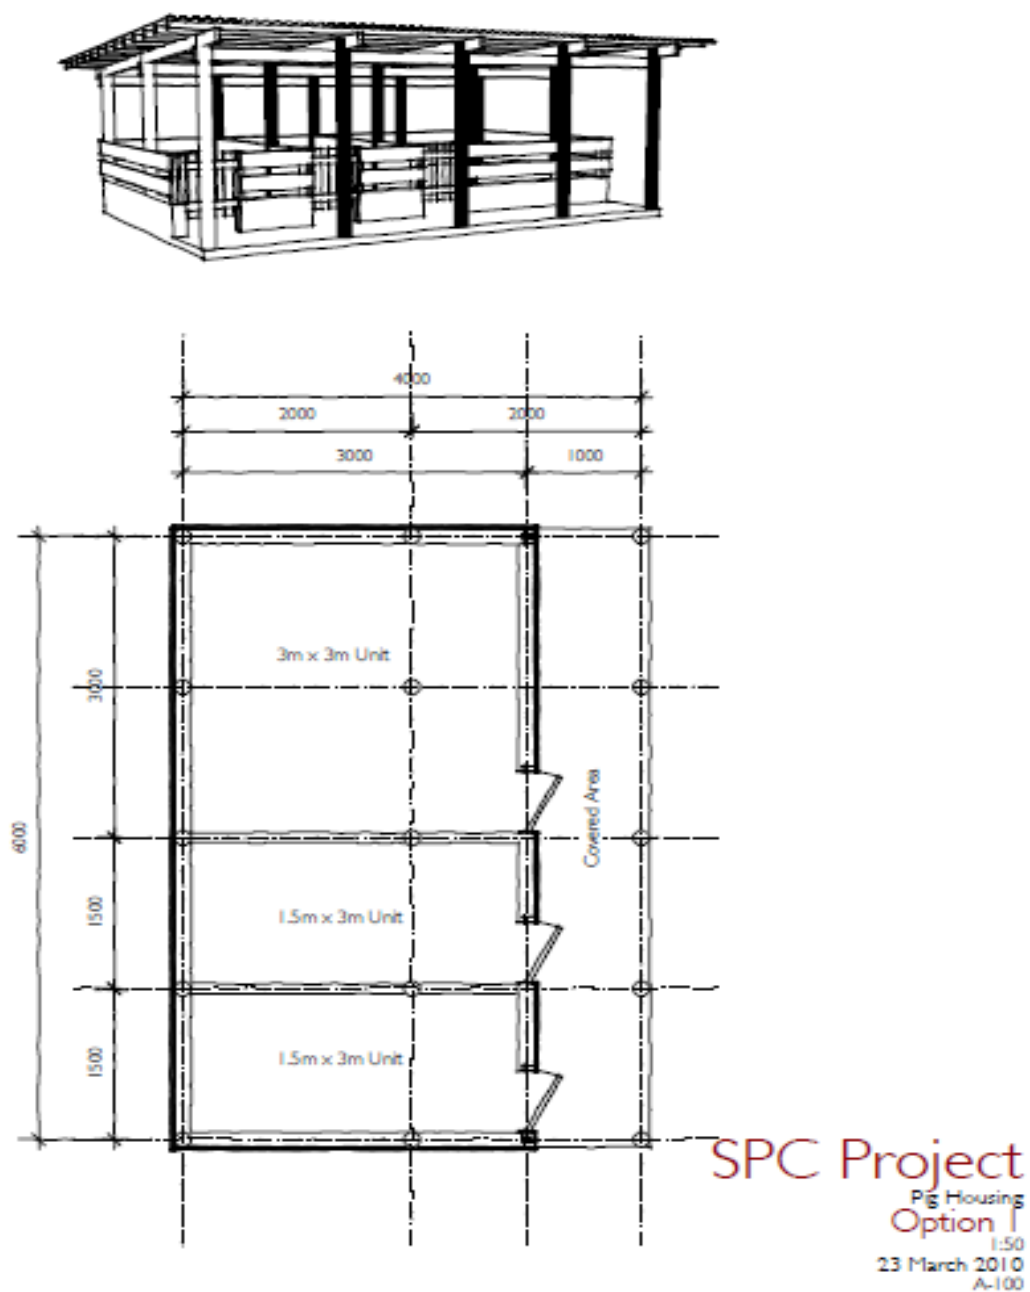 4000
2000
2000
3000
1000
3m x 3m Unit
3000
Covered Area
6000
1500
1.5m x 3m Unit
1500
1.5m x 3m Unit
SPC Project
Pig Housing
Option 1
1:50
23 March 2010
A-100